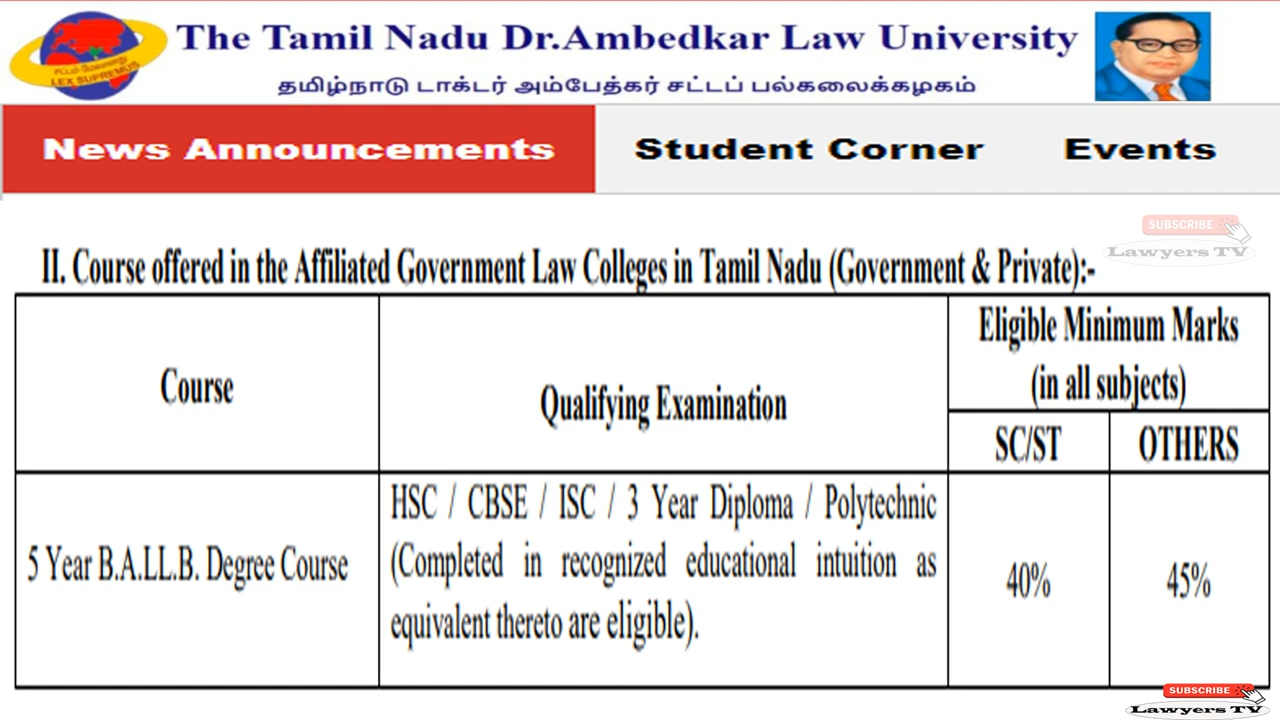 The Tamil Nadu Dr.Ambedkar Law University
தமிழ்நாடு டாக்டர் அம்பேத்கர் சட்டப் பல்கலைக்கழகம்
LEX SUPREMUS
News Announcements
Student Corner
Events
SUBSCRIBE
Lawyers TV
II. Course offered in the Affiliated Government Law Colleges in Tamil Nadu (Government & Private):-
Course
Qualifying Examination
Eligible Minimum Marks
(in all subjects)
SC/ST
OTHERS
5 Year B.A.LL.B. Degree Course
HSC / CBSE / ISC / 3 Year Diploma / Polytechnic
(Completed in recognized educational intuition as
equivalent thereto are eligible).
40%
45%
SUBSCRIBE
Lawyers TV